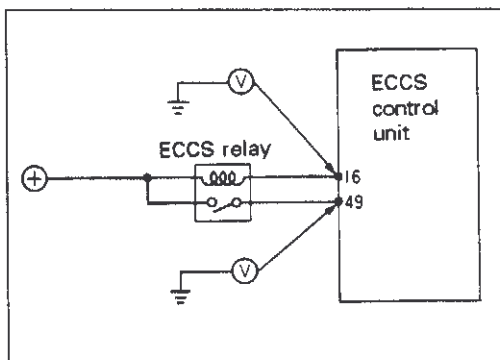 V
ECCS
control
unit
ECCS relay
+
16
49
V